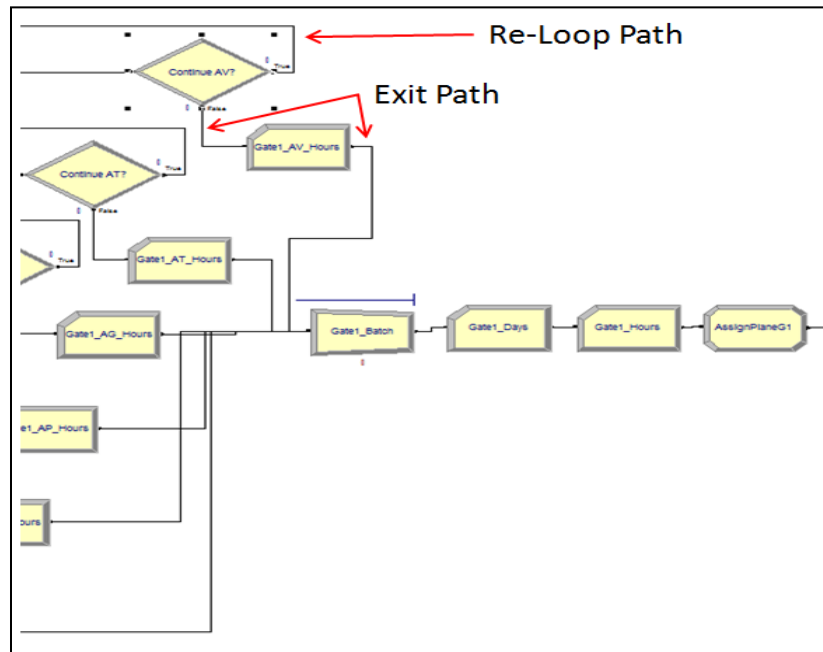 Re-Loop Path
Continue AV?
True
Exit Path
False
Gate1_AV_Hours
Continue AT?
True
False
True
Gate1_AT_Hours
Gate1_AG_Hours
Gate1_Batch
Gate1_Days
Gate1_Hours
AssignPlaneG1
e1_AP_Hours
ours
0